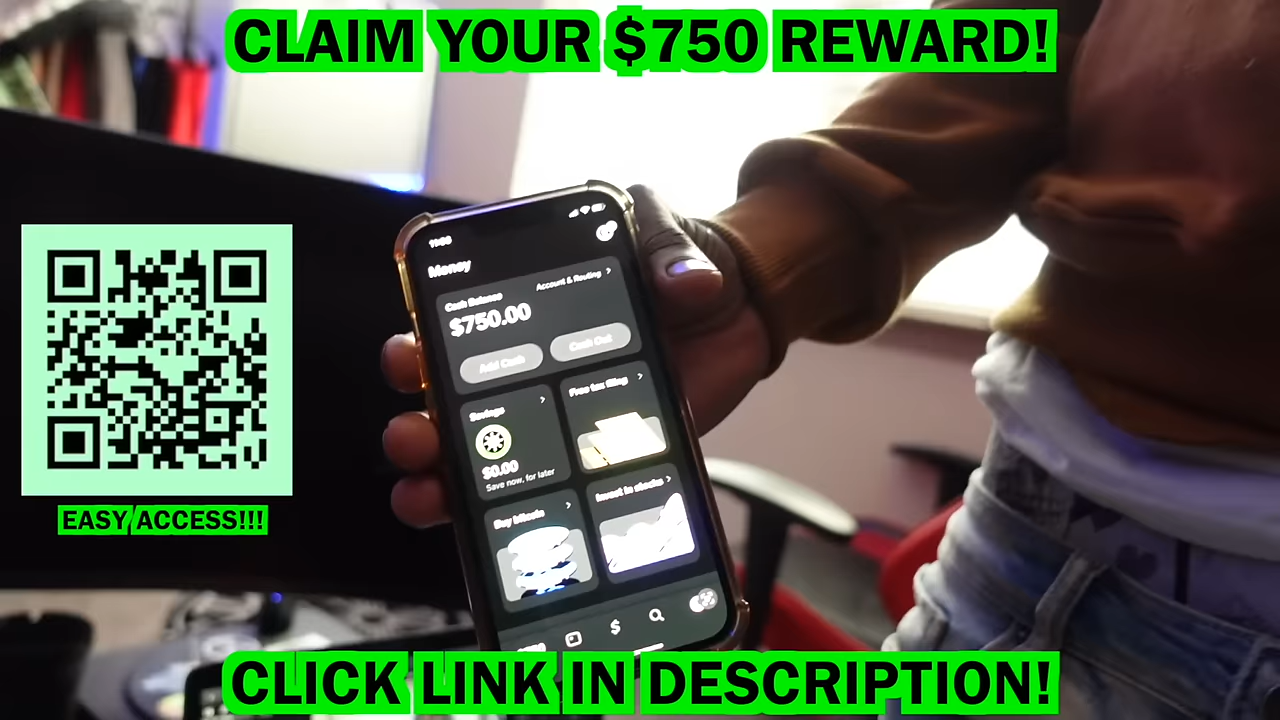 CLAIM YOUR $750 REWARD!
Money
Cash Balance
Account & Routing
$750.00
Add Cash
Cash Out
Savings
Free tax filing
$0.00
Save now, for later
Buy bitcoin
Invest in stocks
$
EASY ACCESS!!!
CLICK LINK IN DESCRIPTION!